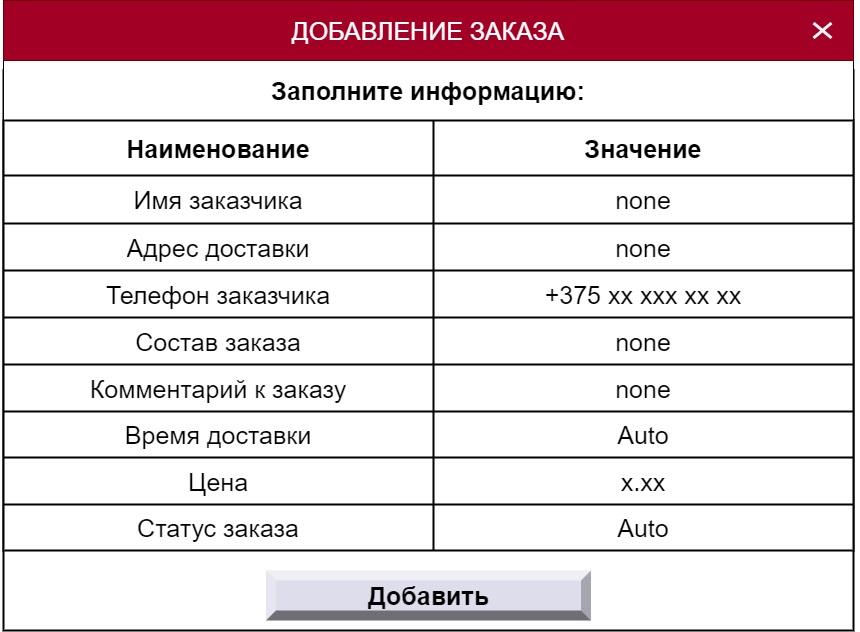 ДОБАВЛЕНИЕ ЗАКАЗА
Заполните информацию:
Наименование Значение
Имя заказчика none
Адрес доставки none
Телефон заказчика +375 xx xxx xx xx
Состав заказа none
Комментарий к заказу none
Время доставки Auto
Цена x.xx
Статус заказа Auto
Добавить